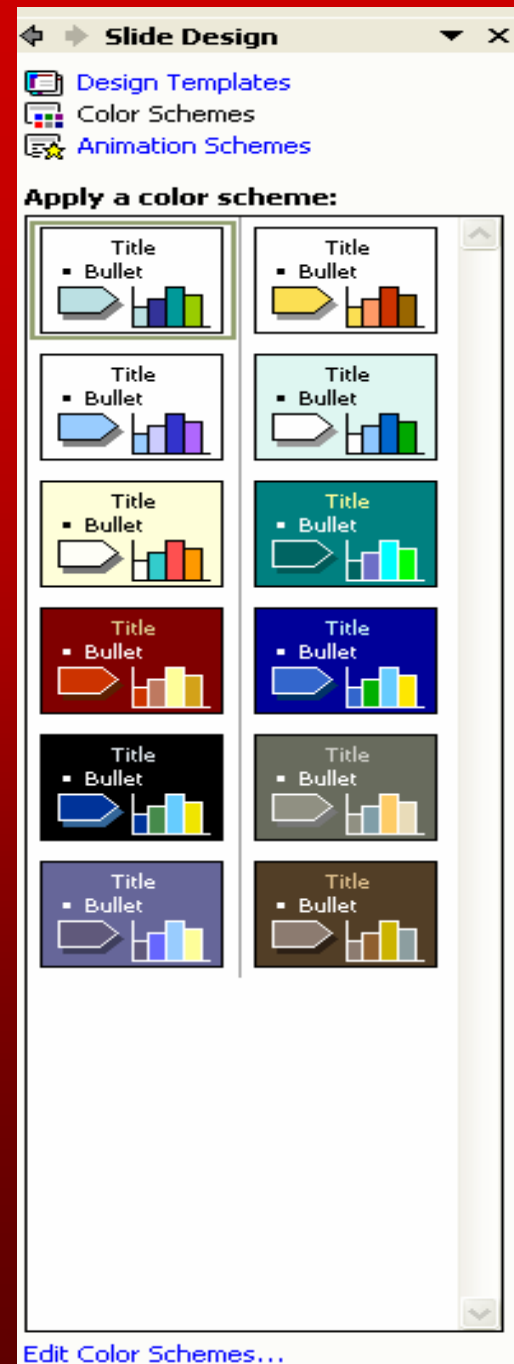 Slide Design
Design Templates
Color Schemes
Animation Schemes
Apply a color scheme:
Title
Bullet
Title
Bullet
Title
Bullet
Title
Bullet
Title
Bullet
Title
Bullet
Title
Bullet
Title
Bullet
Title
Bullet
Title
Bullet
Title
Bullet
Title
Bullet
Edit Color Schemes...